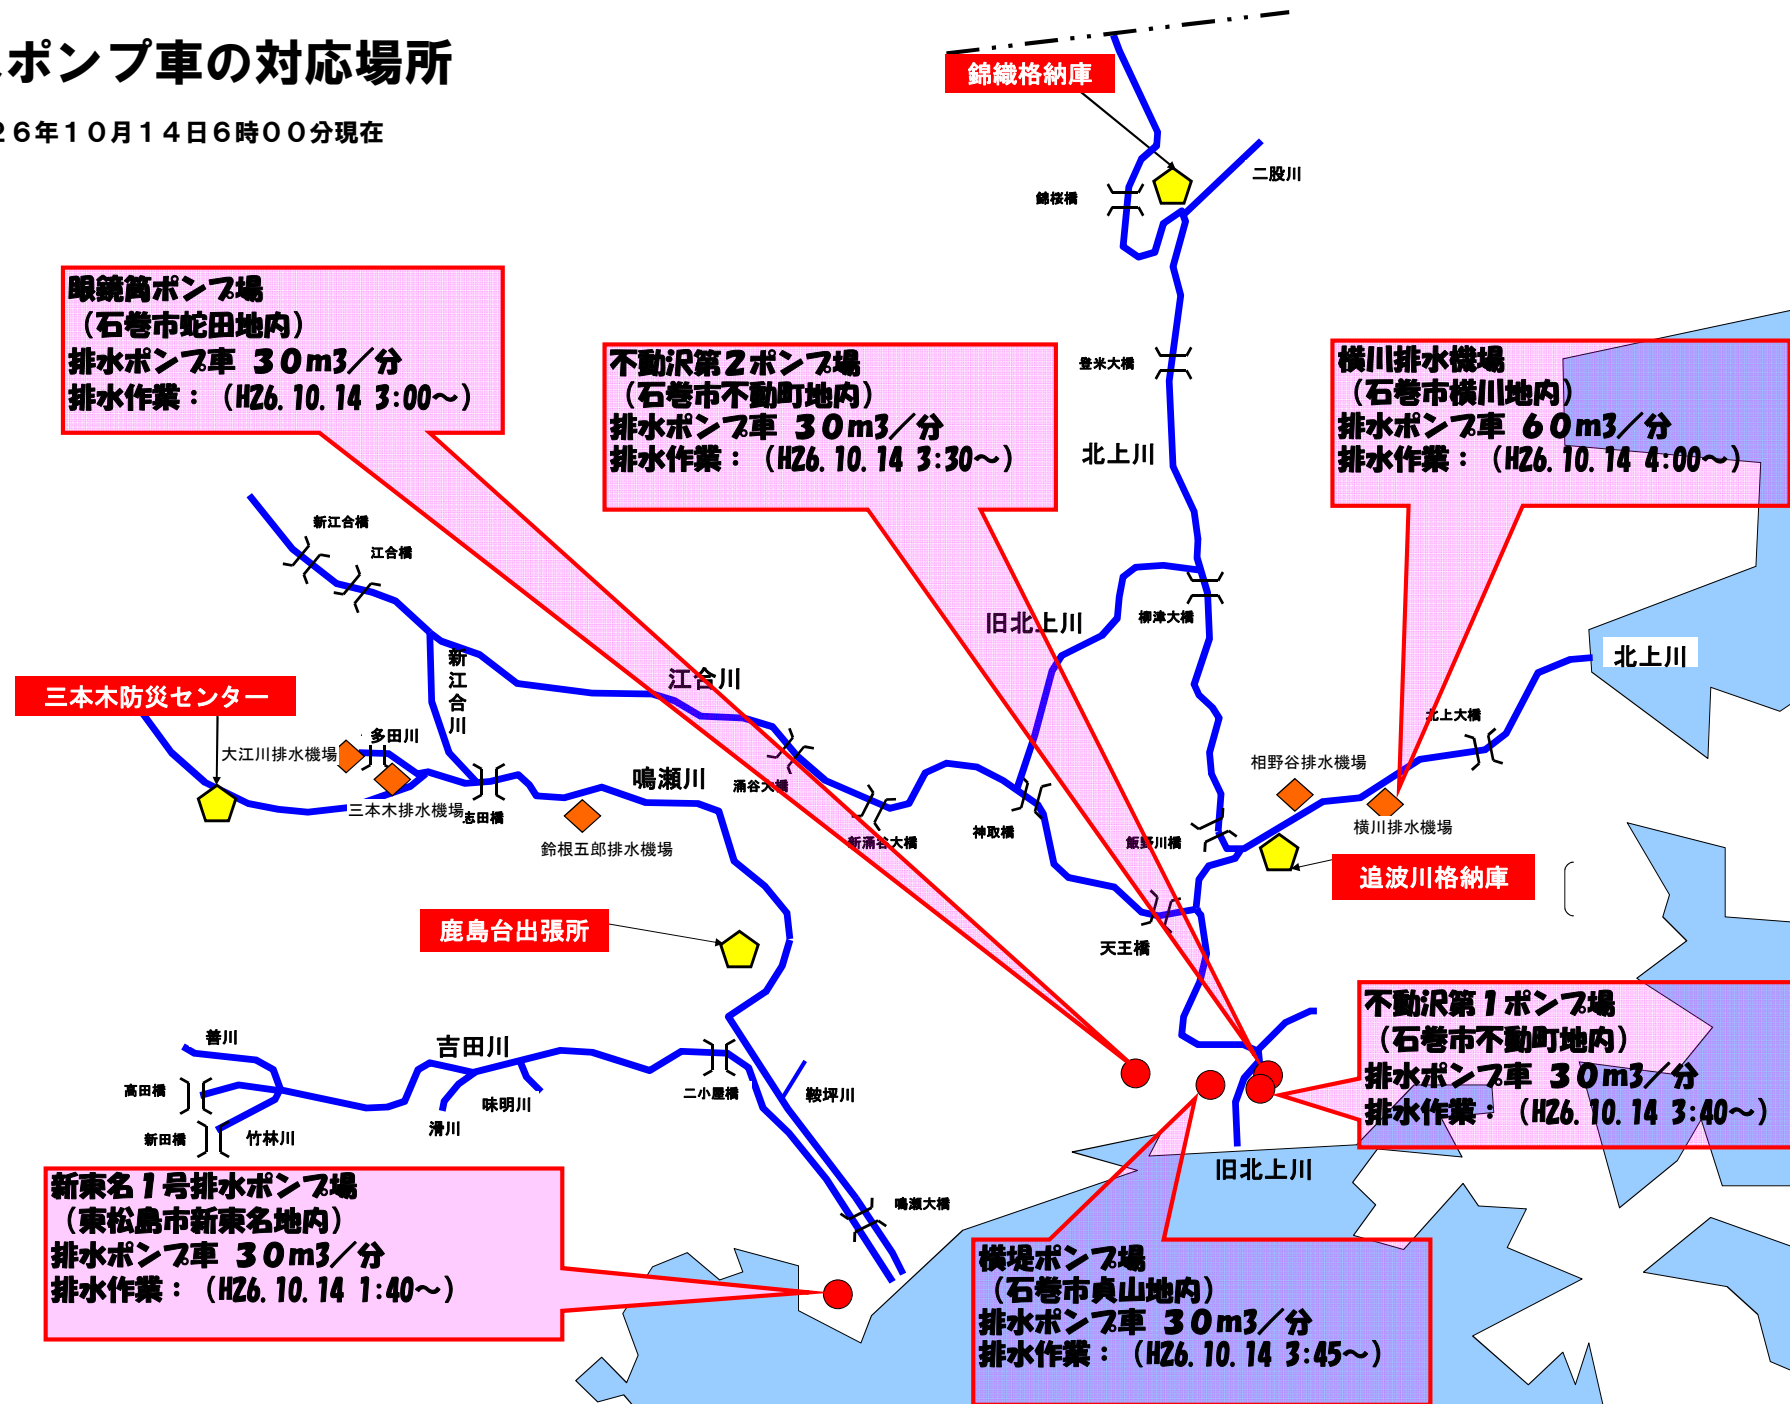 ポンプ車の対応場所
２６年１０月１４日６時００分現在
錦織格納庫
二股川
錦桜橋
眼鏡筒ポンプ場
（石巻市蛇田地内）
排水ポンプ車 ３０m3／分
排水作業：（H26.10.14 3:00～）
不動沢第２ポンプ場
（石巻市不動町地内）
排水ポンプ車 ３０m3／分
排水作業：（H26.10.14 3:30～）
横川排水機場
（石巻市横川地内）
排水ポンプ車 ６０m3／分
排水作業：（H26.10.14 4:00～）
登米大橋
北上川
新江合橋
江合橋
旧北上川
柳津大橋
新江合川
江合川
北上川
三本木防災センター
多田川
大江川排水機場
北上大橋
鳴瀬川
涌谷大橋
相野谷排水機場
三本木排水機場
志田橋
鈴根五郎排水機場
新涌谷大橋
神取橋
飯野川橋
横川排水機場
追波川格納庫
鹿島台出張所
天王橋
善川
吉田川
高田橋
味明川
滑川
二小屋橋
鞍坪川
新田橋
竹林川
不動沢第１ポンプ場
（石巻市不動町地内）
排水ポンプ車 ３０m3／分
排水作業：（H26.10.14 3:40～）
旧北上川
新東名１号排水ポンプ場
（東松島市新東名地内）
排水ポンプ車 ３０m3／分
排水作業：（H26.10.14 1:40～）
鳴瀬大橋
横堤ポンプ場
（石巻市貞山地内）
排水ポンプ車 ３０m3／分
排水作業：（H26.10.14 3:45～）